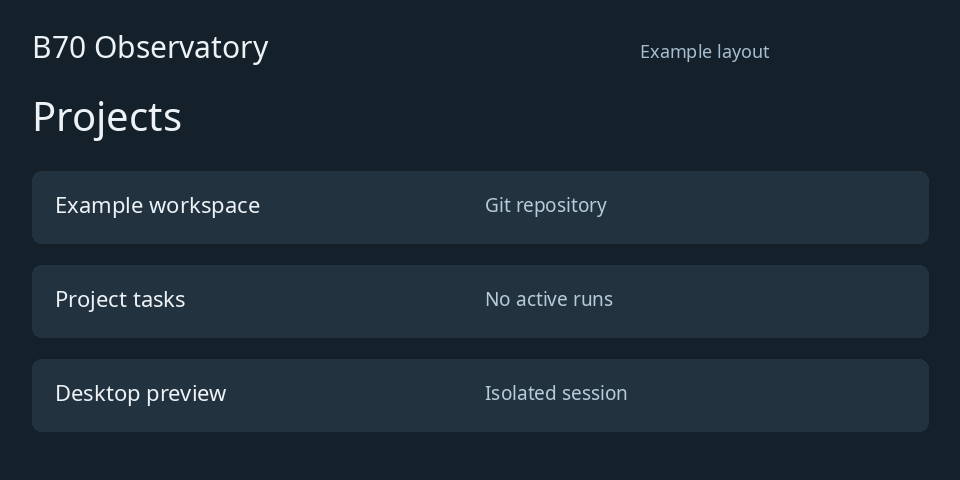 B70 Observatory
Example layout
Projects
Example workspace
Git repository
Project tasks
No active runs
Desktop preview
Isolated session